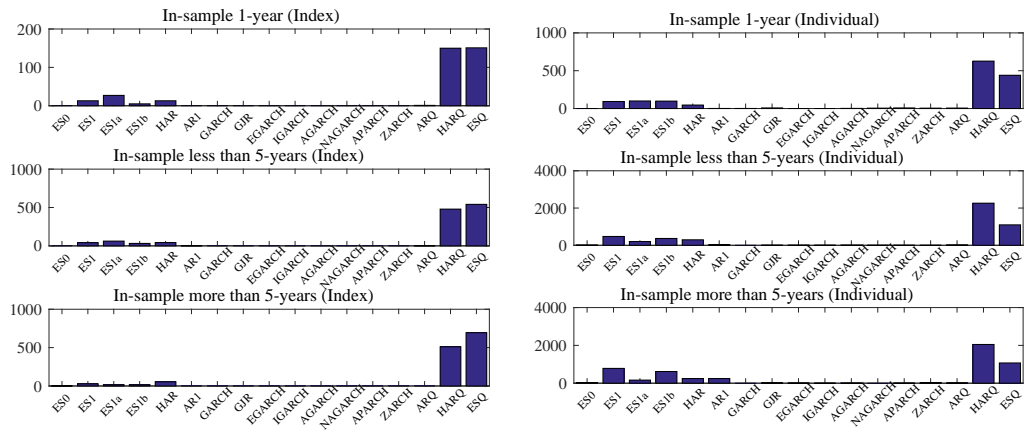 In-sample 1-year (Index)
200
100
0
ES0 ES1 ES1a ES1b HAR AR1 GARCH GJR EGARCH IGARCH AGARCH NAGARCH APARCH ZARCH ARQ HARQ ESQ
In-sample less than 5-years (Index)
1000
500
0
ES0 ES1 ES1a ES1b HAR AR1 GARCH GJR EGARCH IGARCH AGARCH NAGARCH APARCH ZARCH ARQ HARQ ESQ
In-sample more than 5-years (Index)
1000
500
0
ES0 ES1 ES1a ES1b HAR AR1 GARCH GJR EGARCH IGARCH AGARCH NAGARCH APARCH ZARCH ARQ HARQ ESQ
In-sample 1-year (Individual)
1000
500
0
ES0 ES1 ES1a ES1b HAR AR1 GARCH GJR EGARCH IGARCH AGARCH NAGARCH APARCH ZARCH ARQ HARQ ESQ
In-sample less than 5-years (Individual)
4000
2000
0
ES0 ES1 ES1a ES1b HAR AR1 GARCH GJR EGARCH IGARCH AGARCH NAGARCH APARCH ZARCH ARQ HARQ ESQ
In-sample more than 5-years (Individual)
4000
2000
0
ES0 ES1 ES1a ES1b HAR AR1 GARCH GJR EGARCH IGARCH AGARCH NAGARCH APARCH ZARCH ARQ HARQ ESQ